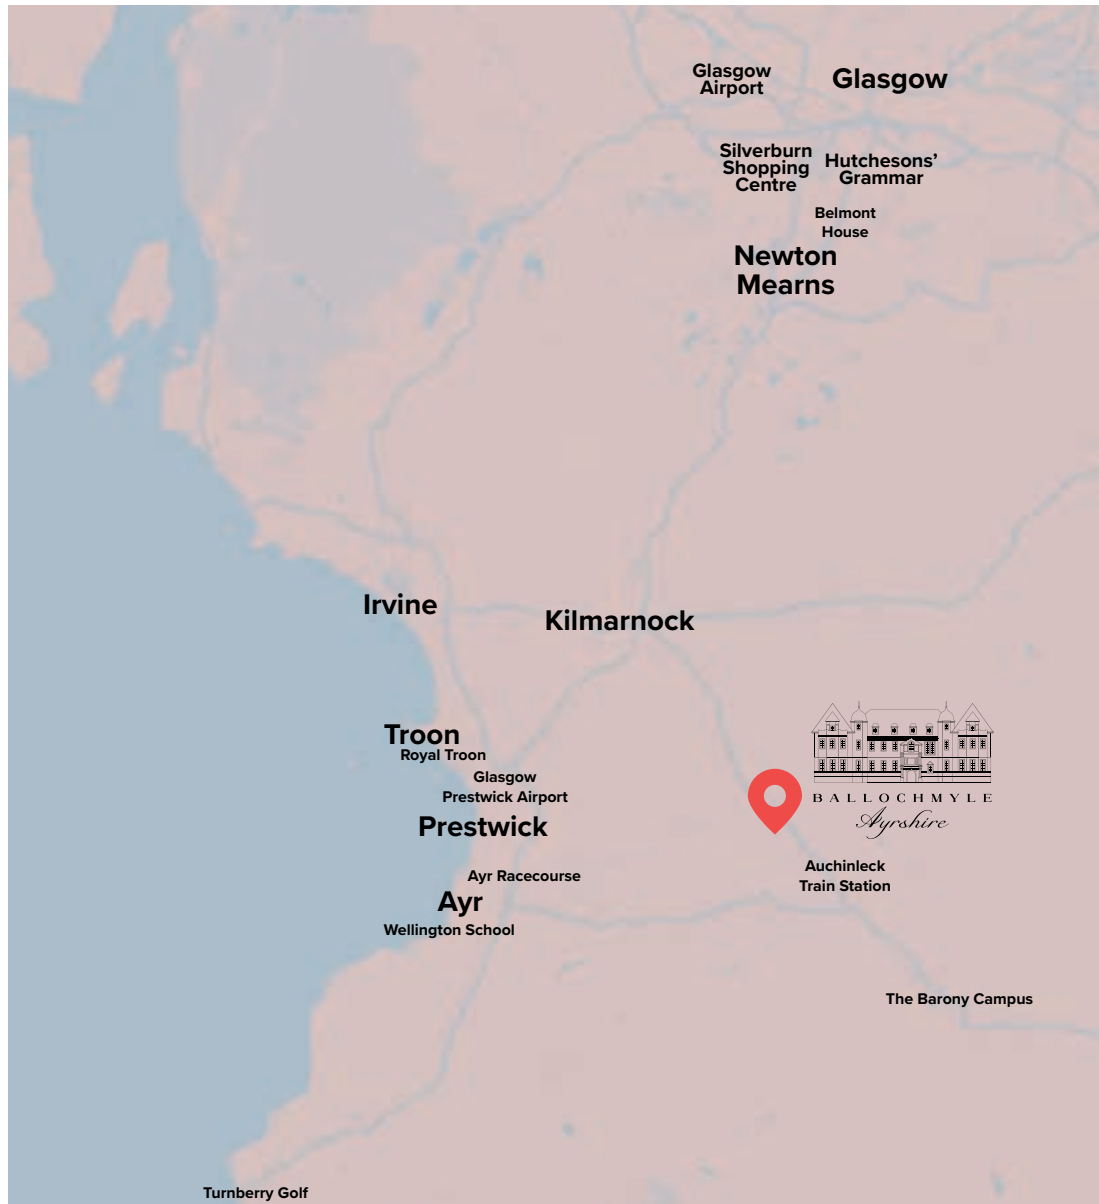 Glasgow
Airport
Glasgow
Silverburn
Shopping
Centre
Hutchesons’
Grammar
Belmont
House
Newton
Mearns
Irvine
Kilmarnock
Troon
Royal Troon
Glasgow
Prestwick Airport
Prestwick
BALLOCHMYLE
Ayrshire
Auchinleck
Train Station
Ayr Racecourse
Ayr
Wellington School
The Barony Campus
Turnberry Golf